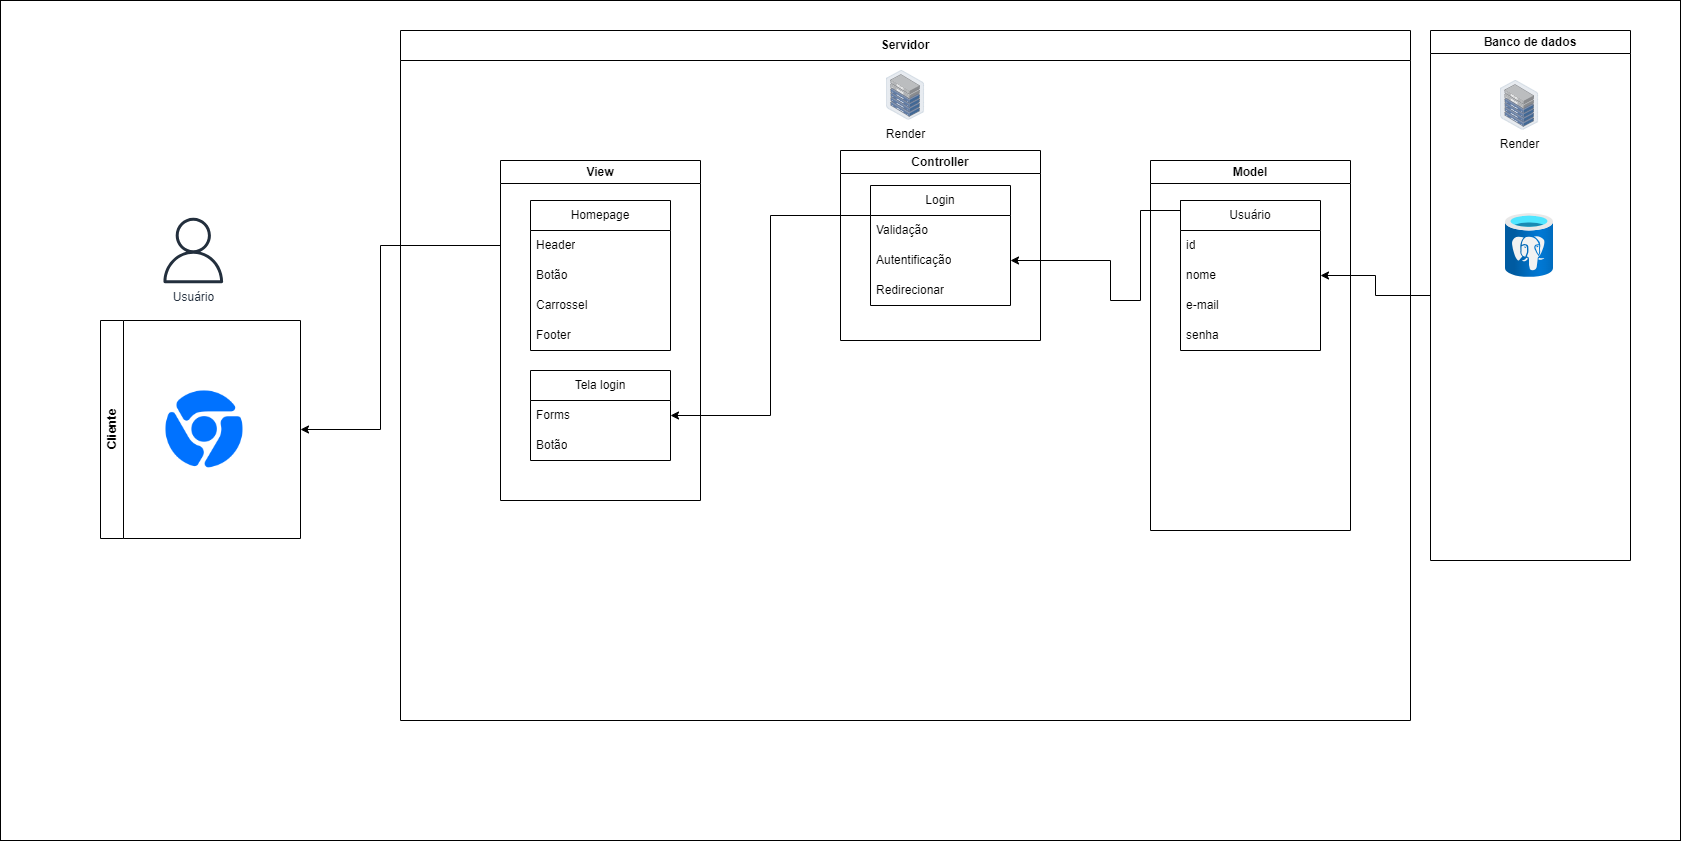 Servidor
Render
Banco de dados
Render
Usuário
Cliente
View
Homepage
Header
Botão
Carrossel
Footer
Tela login
Forms
Botão
Controller
Login
Validação
Autentificação
Redirecionar
Model
Usuário
id
nome
e-mail
senha